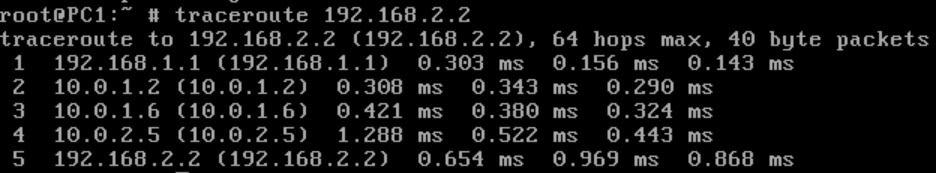 root@PC1:~ # traceroute 192.168.2.2
traceroute to 192.168.2.2 (192.168.2.2), 64 hops max, 40 byte packets
 1  192.168.1.1 (192.168.1.1)  0.303 ms  0.156 ms  0.143 ms
 2  10.0.1.2 (10.0.1.2)  0.308 ms  0.343 ms  0.290 ms
 3  10.0.1.6 (10.0.1.6)  0.421 ms  0.380 ms  0.324 ms
 4  10.0.2.5 (10.0.2.5)  1.288 ms  0.522 ms  0.443 ms
 5  192.168.2.2 (192.168.2.2)  0.654 ms  0.969 ms  0.868 ms